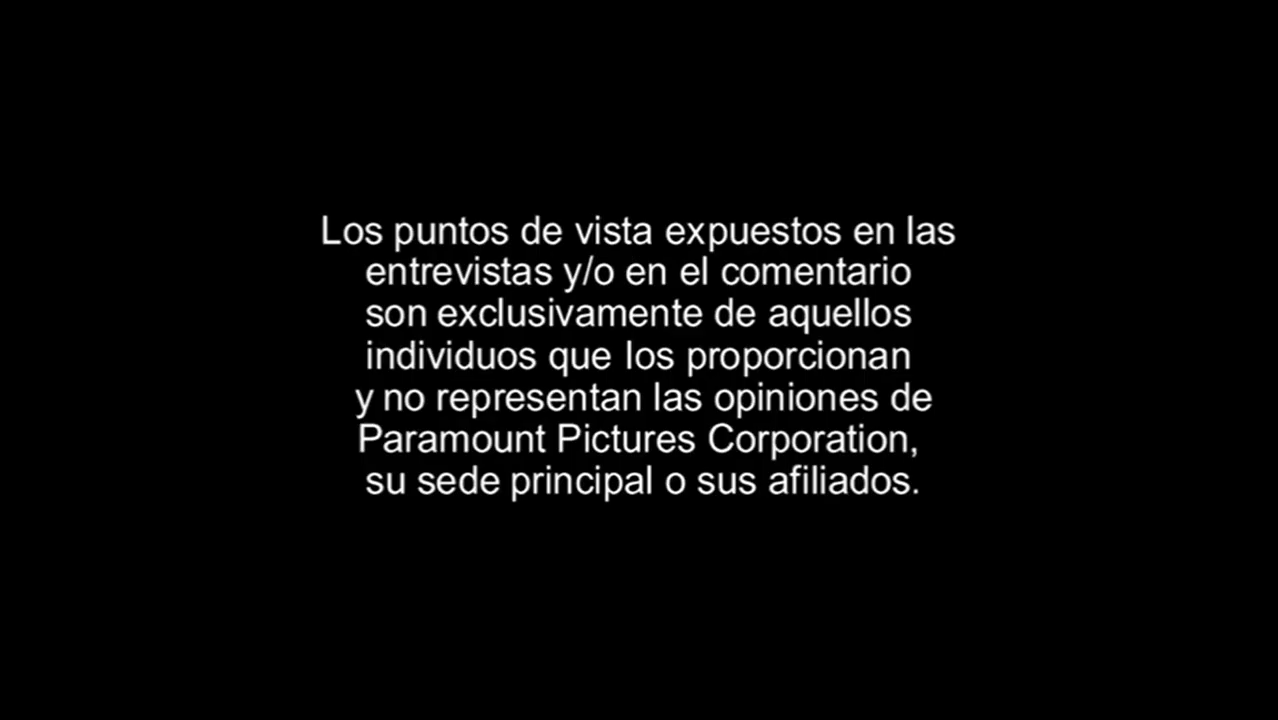 Los puntos de vista expuestos en las
entrevistas y/o en el comentario
son exclusivamente de aquellos
individuos que los proporcionan
y no representan las opiniones de
Paramount Pictures Corporation,
su sede principal o sus afiliados.